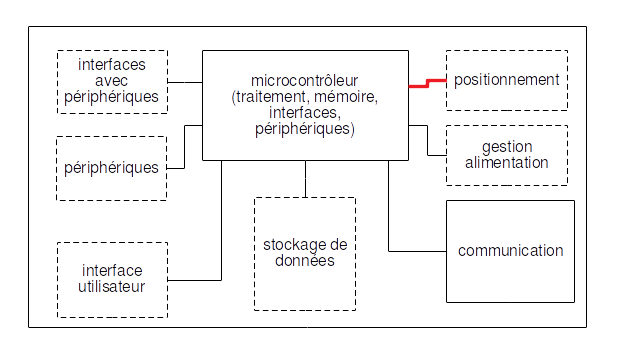 interfaces
avec
périphériques
microcontrôleur
(traitement, mémoire,
interfaces,
périphériques)
positionnement
périphériques
gestion
alimentation
interface
utilisateur
stockage de
données
communication